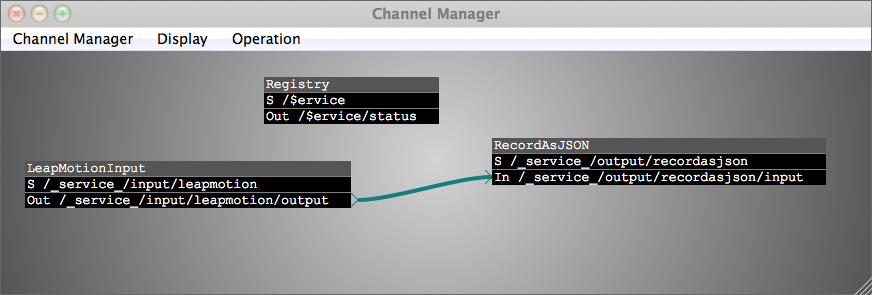 Channel Manager
Channel Manager Display Operation
Registry
S /$ervice
Out /$ervice/status
RecordAsJSON
S /_service_/output/recordasjson
In /_service_/output/recordasjson/input
LeapMotionInput
S /_service_/input/leapmotion
Out /_service_/input/leapmotion/output